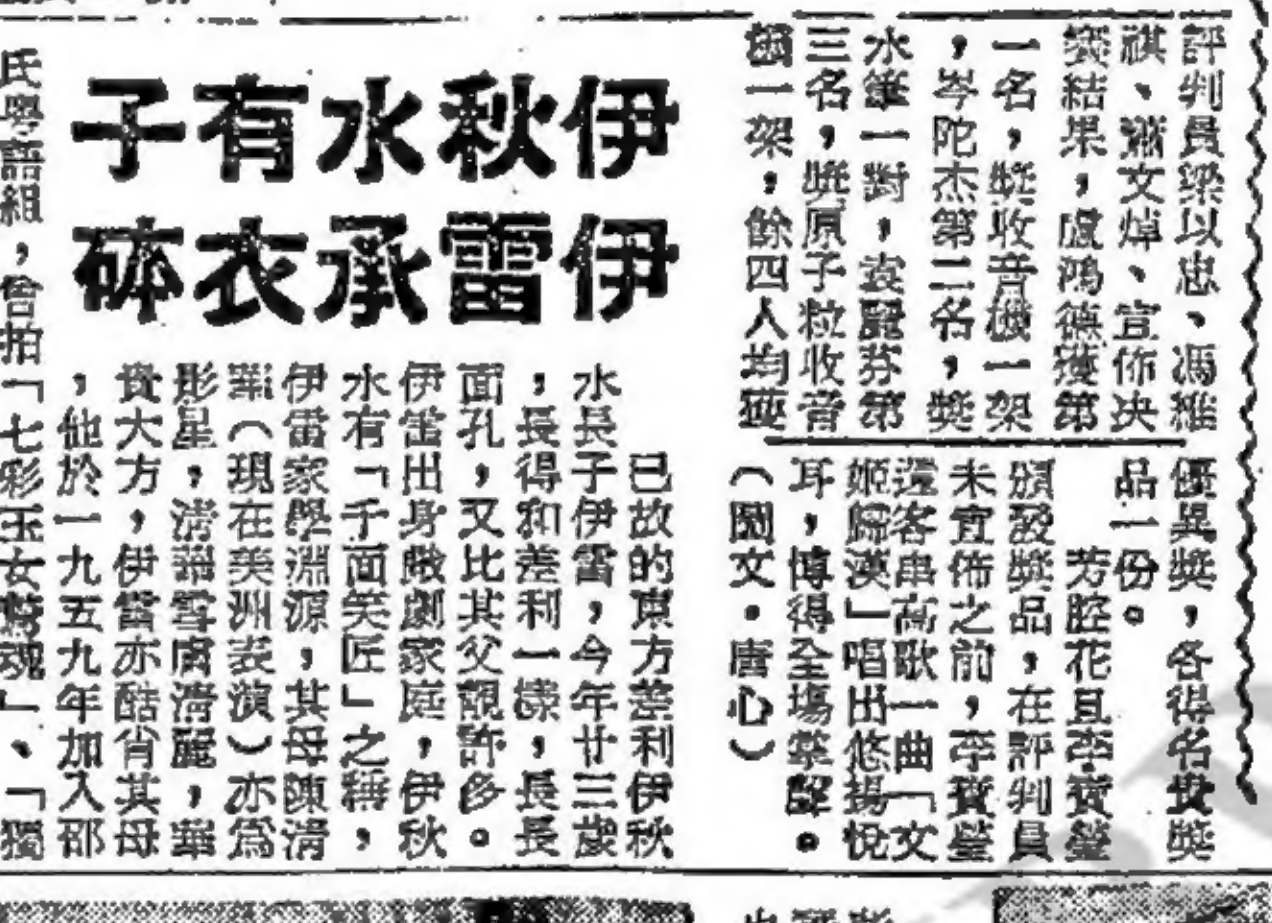 評判員梁以忠、馮維
祺、蕭文焯、宣佈决
賽結果，盧鴻德獲第
一名，獎收音機一架
，岑陀杰第二名，獎
水筆一對，袁麗芬第
三名，獎原子粒收音
機一架，餘四人均獲
優異獎，各得名貴獎
品一份。
芳腔花旦李寶瑩
頒發獎品，在評判員
未宣佈之前，李寶瑩
還客串高歌一曲「文
姬歸漢」唱出悠揚悅
耳，博得全場掌聲。
（圖文・唐心）
伊秋水有子
伊雷承衣砵
已故的東方差利伊秋
水長子伊雷，今年廿三歲
，長得和差利一樣，長長
面孔，又比其父靚許多。
伊雷出身戲劇家庭，伊秋
水有「千面笑匠」之稱，
伊雷家學淵源，其母陳清
華（現在美洲表演）亦爲
影星，清華雪膚清麗，華
貴大方，伊雷亦酷肖其母
，他於一九五九年加入邵
氏粵語組，曾拍「七彩玉女驚魂」、「獨